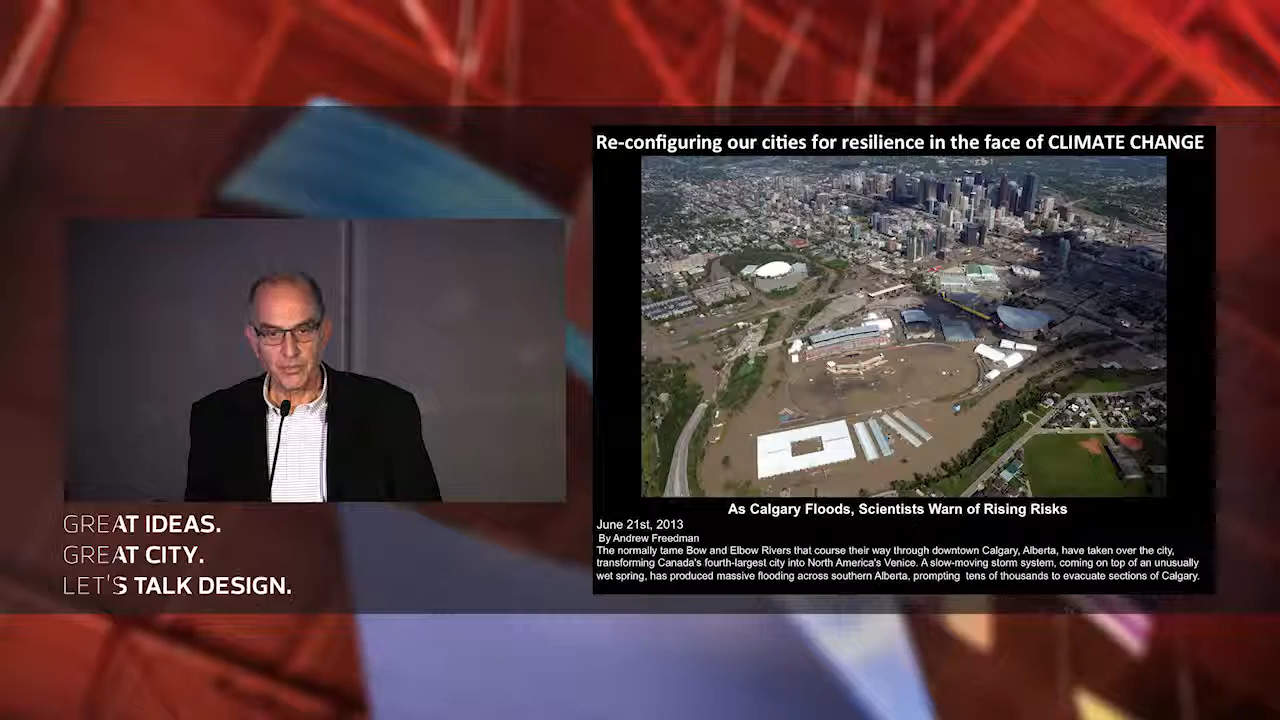 Re-configuring our cities for resilience in the face of CLIMATE CHANGE
As Calgary Floods, Scientists Warn of Rising Risks
June 21st, 2013
By Andrew Freedman
The normally tame Bow and Elbow Rivers that course their way through downtown Calgary, Alberta, have taken over the city,
transforming Canada's fourth-largest city into North America's Venice. A slow-moving storm system, coming on top of an unusually
wet spring, has produced massive flooding across southern Alberta, prompting tens of thousands to evacuate sections of Calgary.
GREAT IDEAS.
GREAT CITY.
LET'S TALK DESIGN.